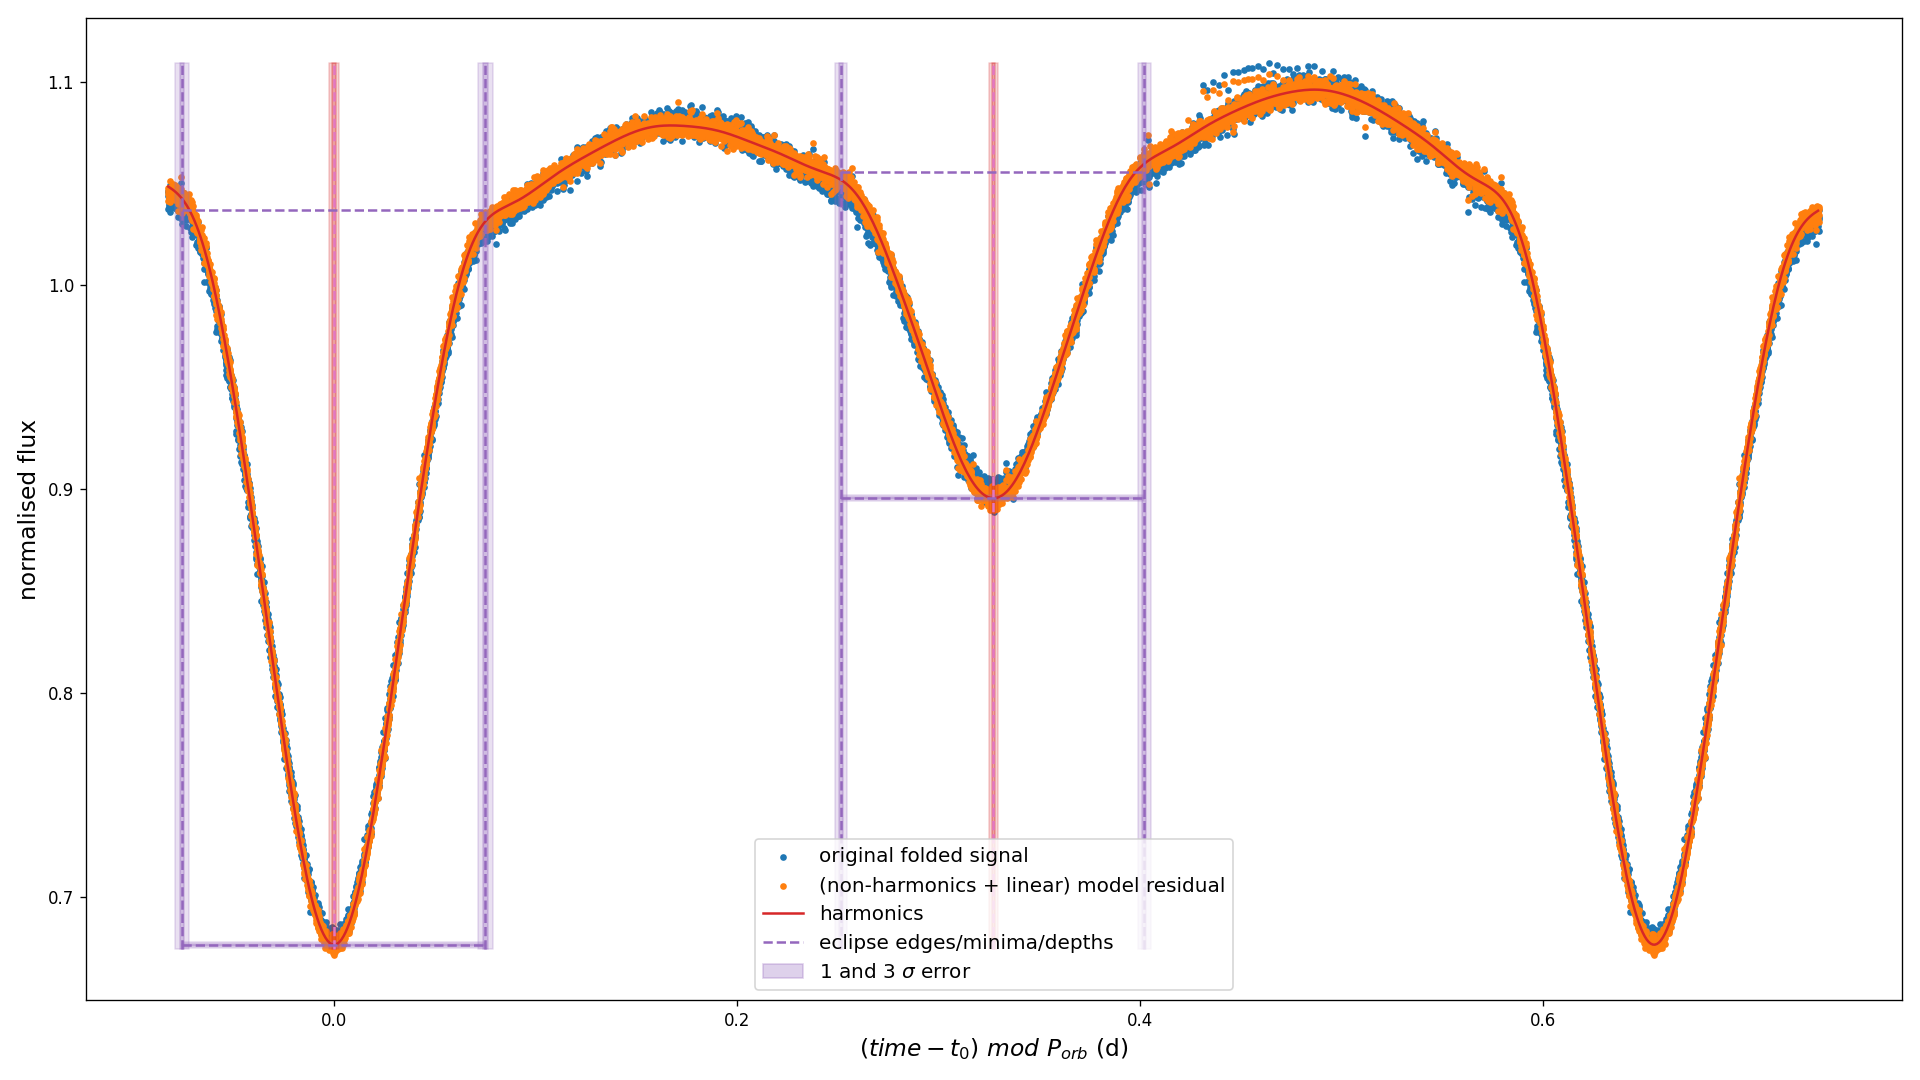 normalised flux
1.1
1.0
0.9
0.8
0.7
original folded signal
(non-harmonics + linear) model residual
harmonics
eclipse edges/minima/depths
1 and 3 σ error
0.0 0.2 0.4 0.6
(time − t₀) mod P_orb (d)